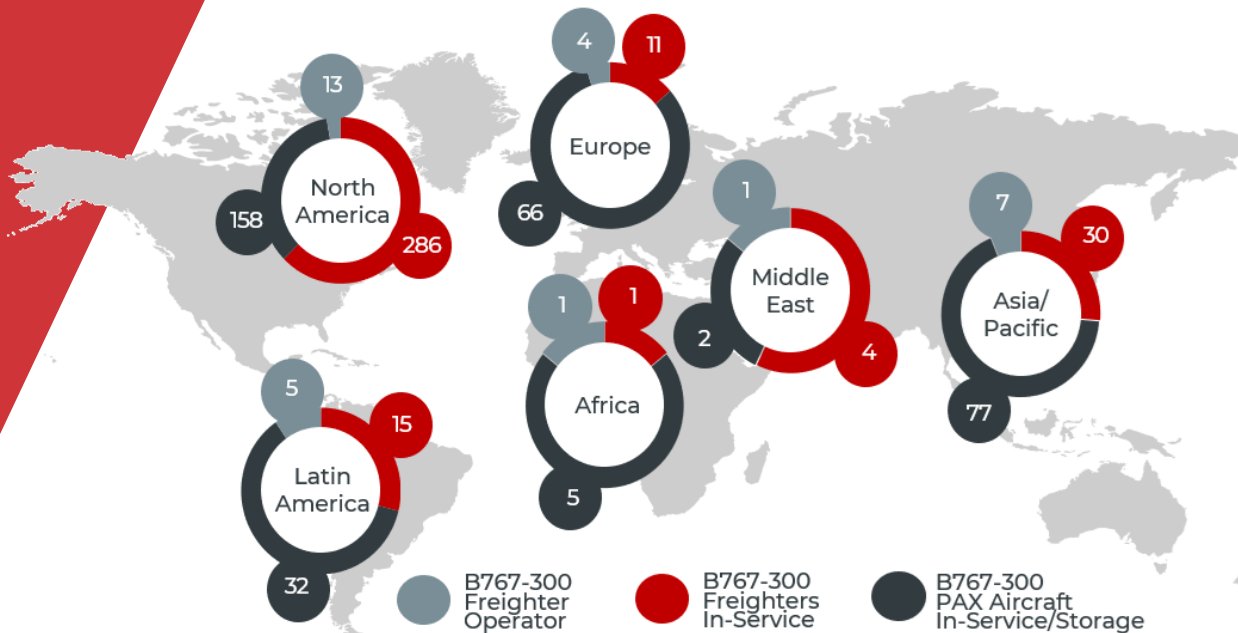 4
11
Europe
66
13
North
America
158
286
1
Middle
East
2
4
7
30
Asia/
Pacific
77
1
1
Africa
5
5
15
Latin
America
32
B767-300
Freighter
Operator
B767-300
Freighters
In-Service
B767-300
PAX Aircraft
In-Service/Storage